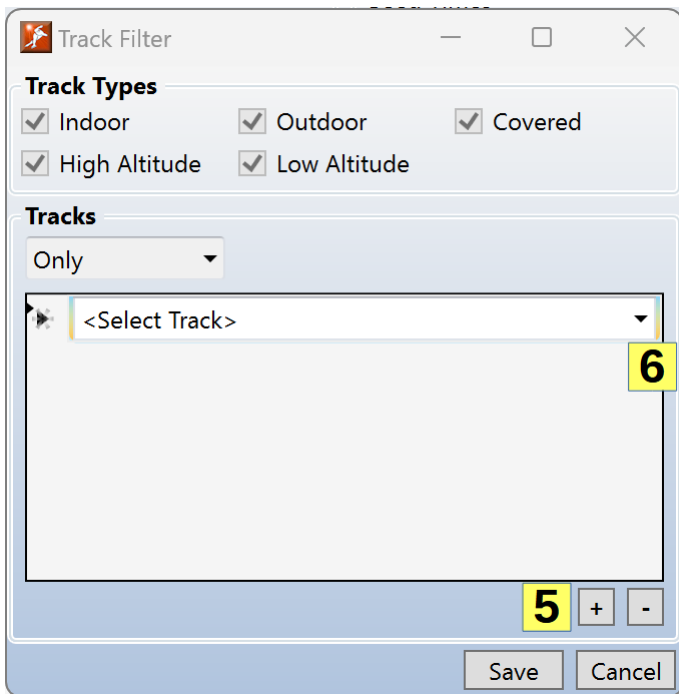 Track Filter
Track Types
Indoor Outdoor Covered
High Altitude Low Altitude
Tracks
Only
<Select Track>
6
5 + -
Save Cancel